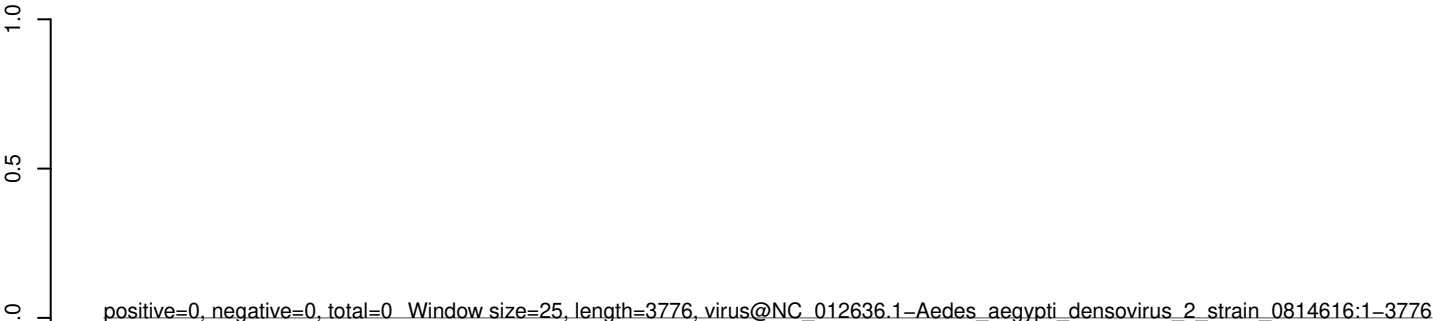 1.0
0.5
.0
positive=0, negative=0, total=0 Window size=25, length=3776, virus@NC_012636.1−Aedes_aegypti_densovirus_2_strain_0814616:1−3776